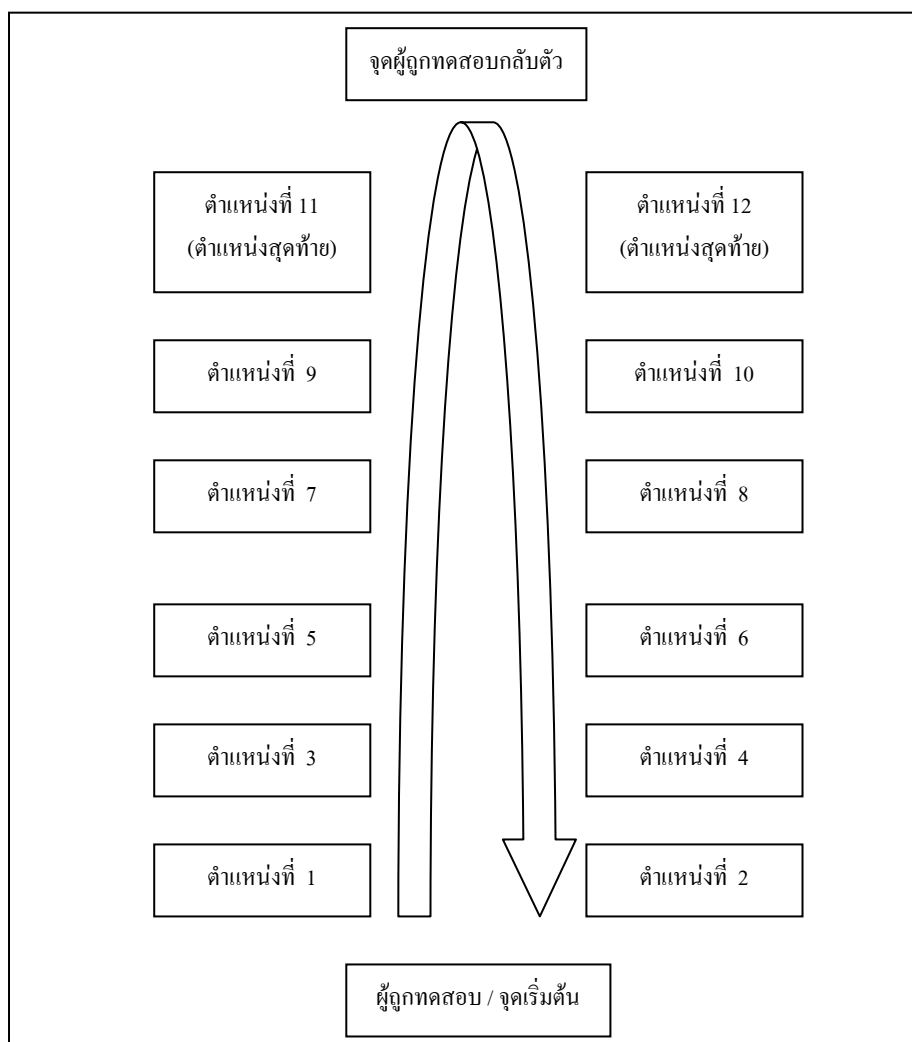 จุดผู้ถูกทดสอบกลับตัว
ตำแหน่งที่ 11
(ตำแหน่งสุดท้าย)
ตำแหน่งที่ 12
(ตำแหน่งสุดท้าย)
ตำแหน่งที่ 9
ตำแหน่งที่ 10
ตำแหน่งที่ 7
ตำแหน่งที่ 8
ตำแหน่งที่ 5
ตำแหน่งที่ 6
ตำแหน่งที่ 3
ตำแหน่งที่ 4
ตำแหน่งที่ 1
ตำแหน่งที่ 2
ผู้ถูกทดสอบ / จุดเริ่มต้น